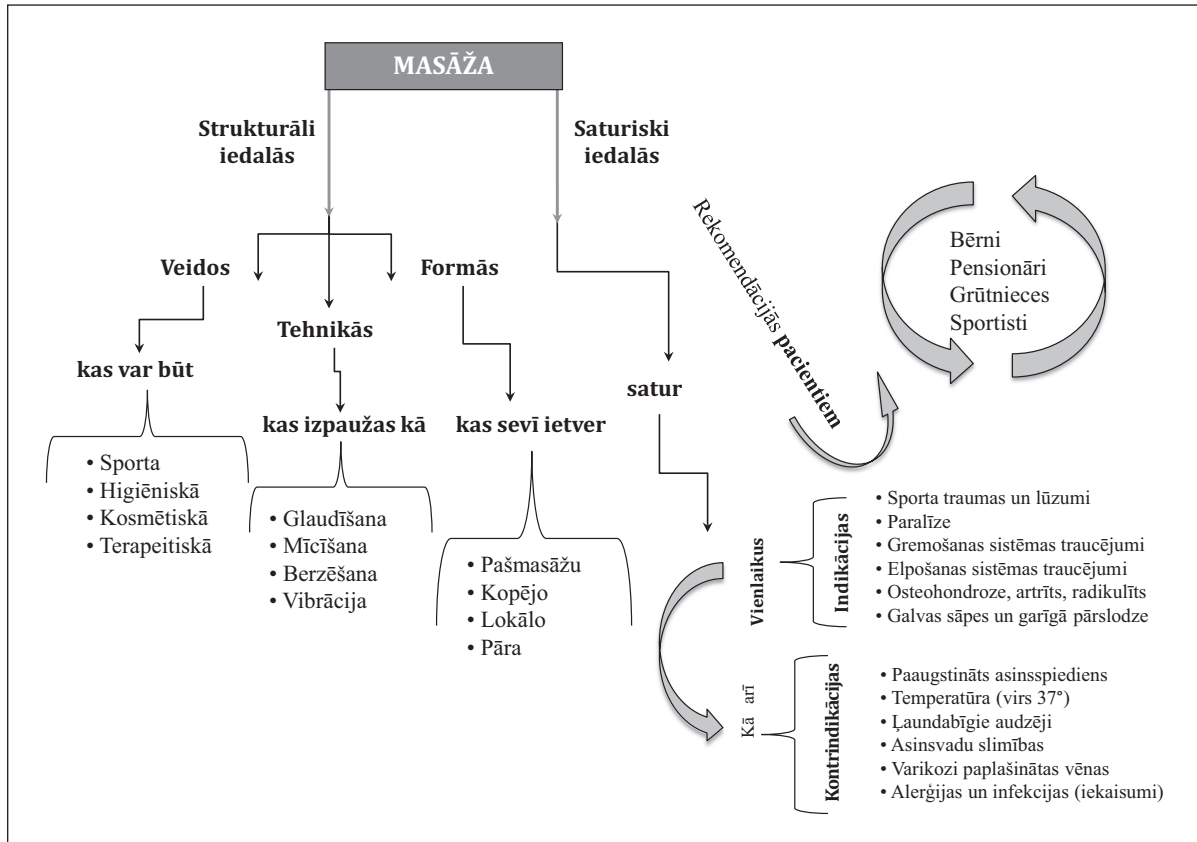 MASĀŽA
Strukturāli
iedalās
Saturiski
iedalās
Veidos
Tehnikās
Formās
kas var būt
kas izpaužas kā
kas sevī ietver
satur
• Sporta
• Higiēniskā
• Kosmētiskā
• Terapeitiskā
• Glaudīšana
• Mīcīšana
• Berzēšana
• Vibrācija
• Pašmasāžu
• Kopējo
• Lokālo
• Pāra
Rekomendācijās pacientiem
Bērni
Pensionāri
Grūtnieces
Sportisti
Vienlaikus
Indikācijas
• Sporta traumas un lūzumi
• Paralīze
• Gremošanas sistēmas traucējumi
• Elpošanas sistēmas traucējumi
• Osteohondroze, artrīts, radikulīts
• Galvas sāpes un garīgā pārslodze
Kā arī
Kontrindikācijas
• Paaugstināts asinsspiediens
• Temperatūra (virs 37°)
• Ļaundabīgie audzēji
• Asinsvadu slimības
• Varikozi paplašinātas vēnas
• Alerģijas un infekcijas (iekaisumi)